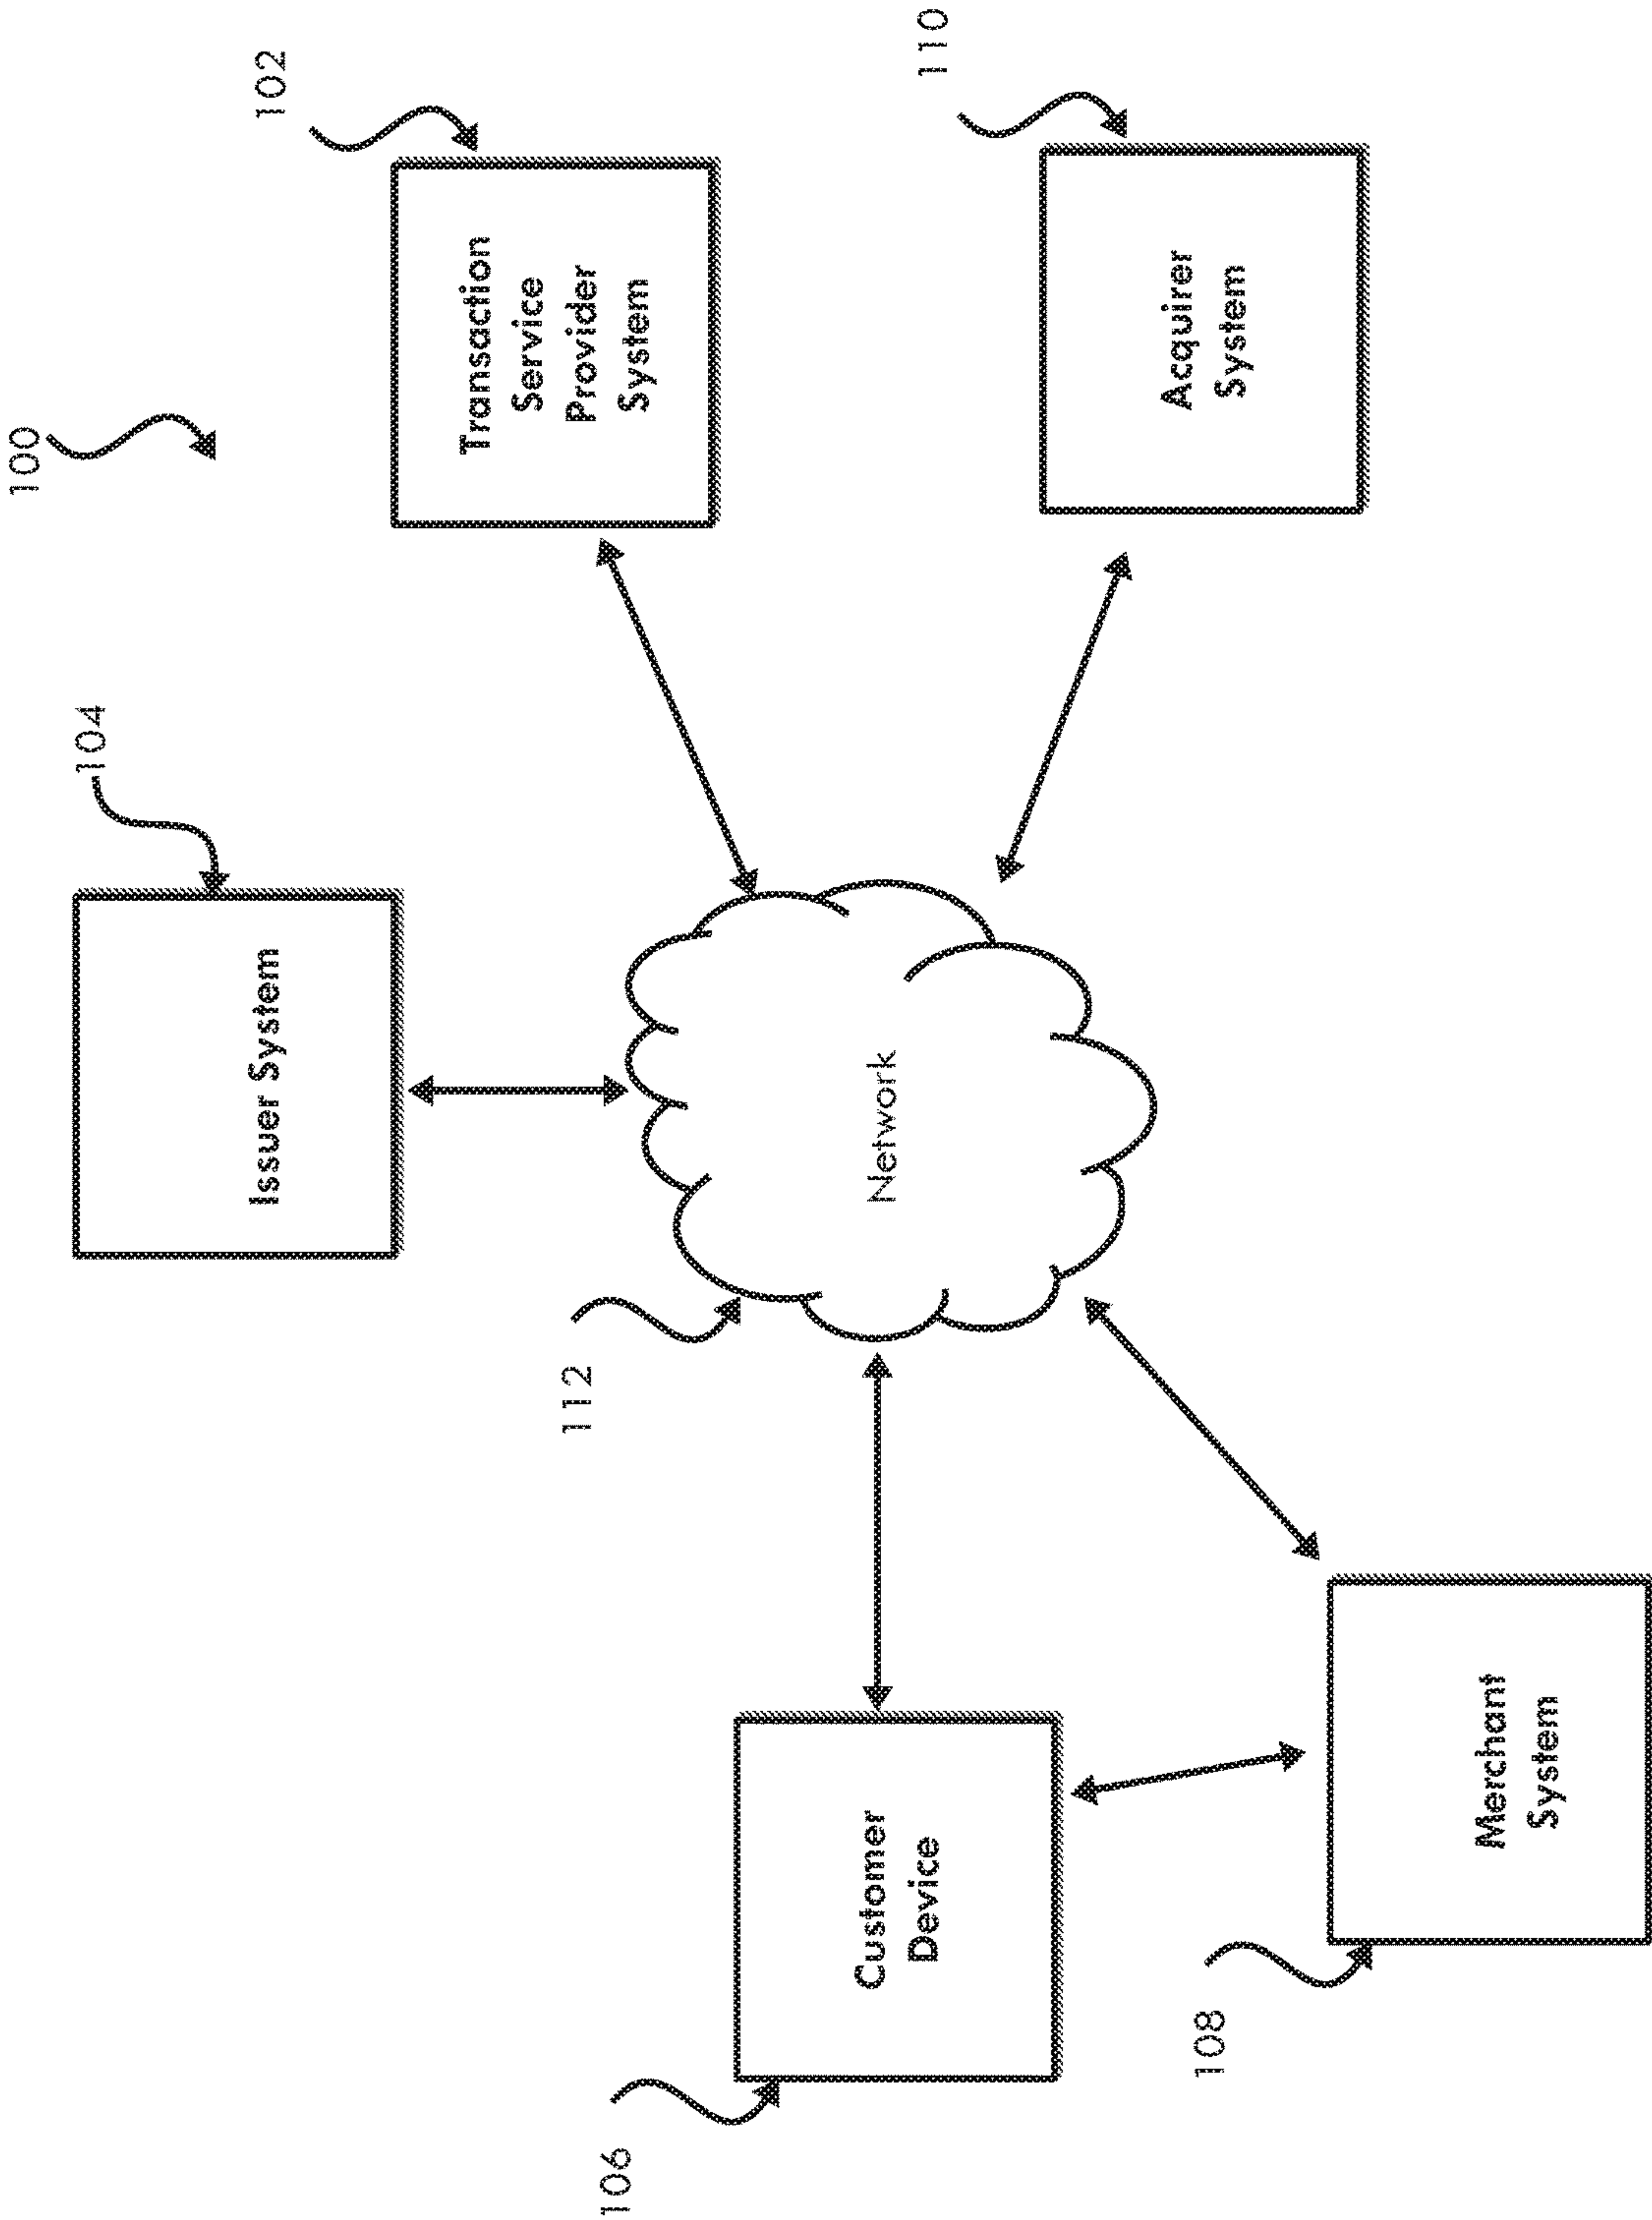 100
104
Issuer System
102
Transaction
Service
Provider
System
112
Network
106
Customer
Device
110
Acquirer
System
108
Merchant
System